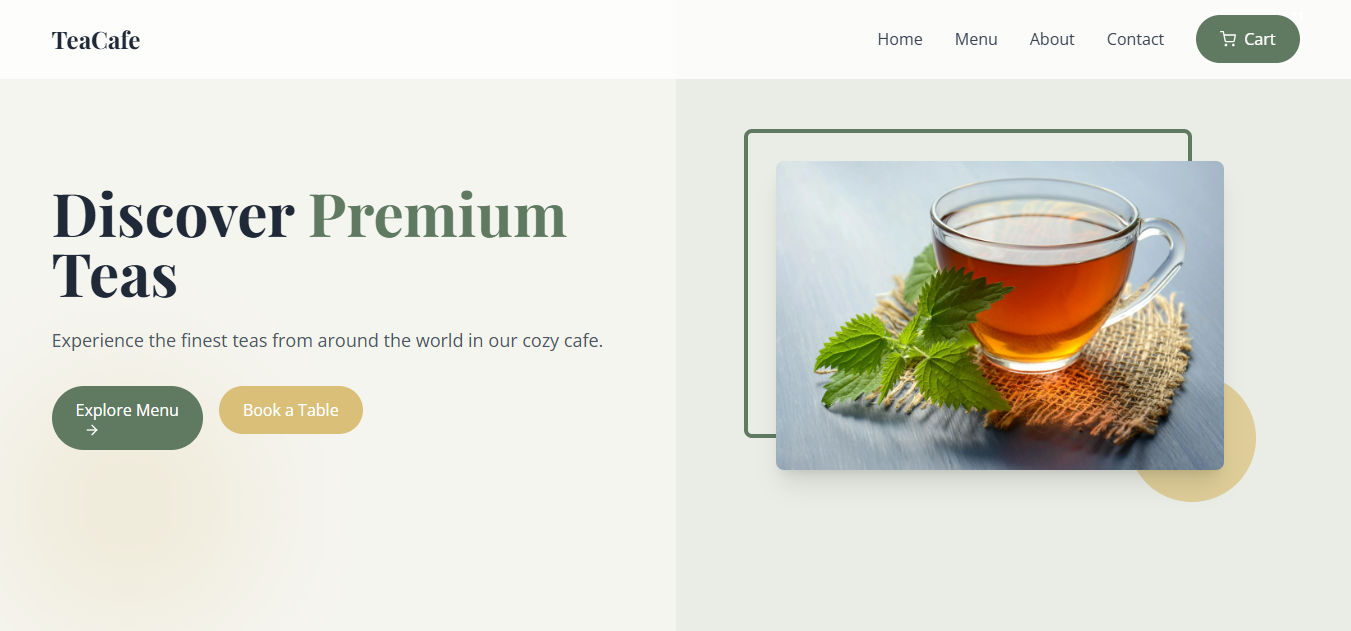 TeaCafe
Home
Menu
About
Contact
Cart
Discover Premium
Teas
Experience the finest teas from around the world in our cozy cafe.
Explore Menu
→
Book a Table